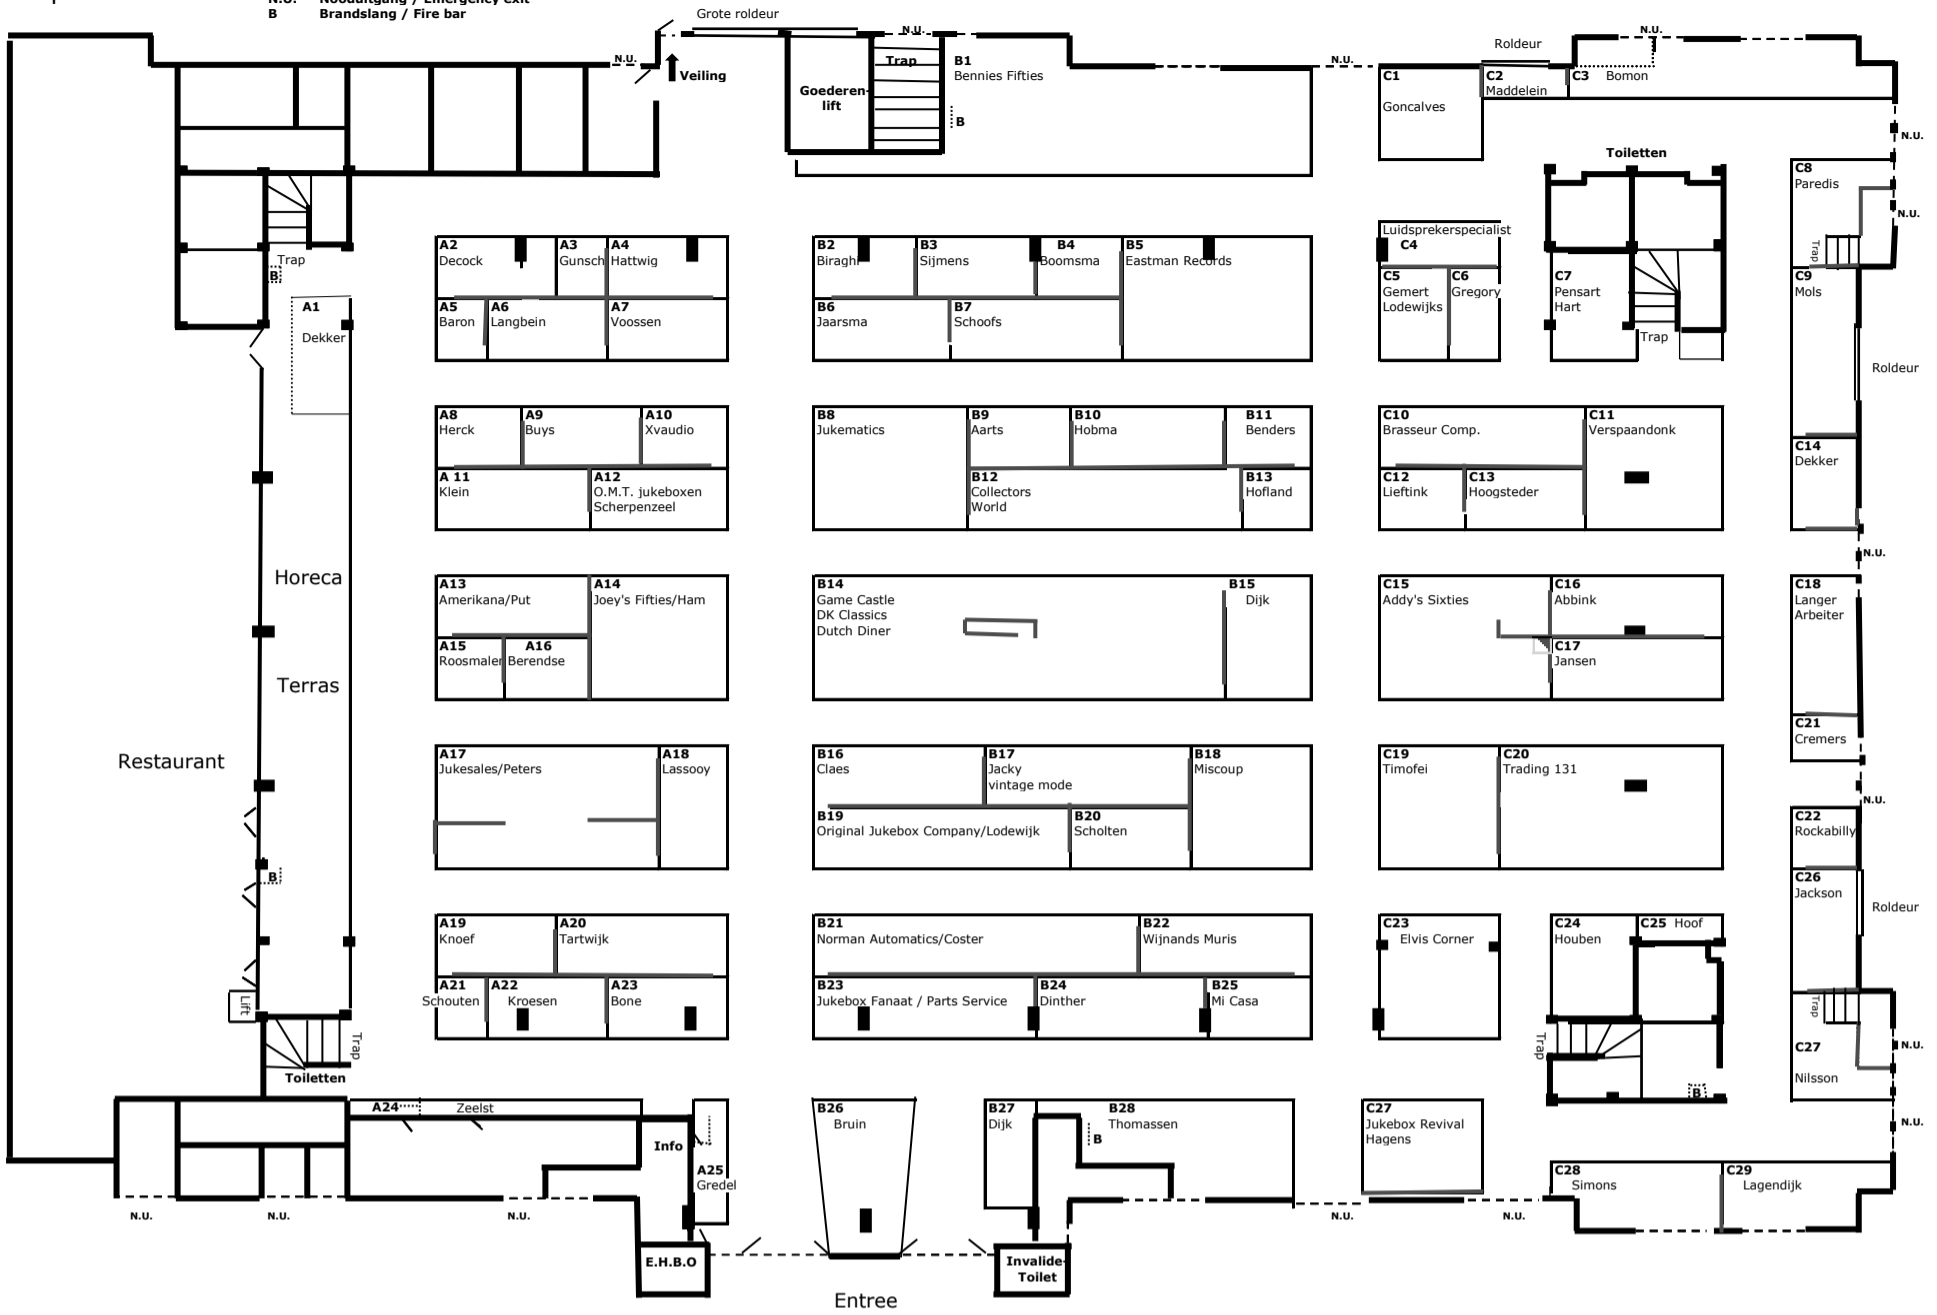 N.U. Nooduitgang / Emergency exit
B Brandslang / Fire bar
Grote roldeur
N.U.
Veiling
Goederen-
lift
Trap
N.U.
B1
Bennies Fifties
B
N.U.
C1
Goncalves
Roldeur
C2
Maddelein
C3 Bomon
N.U.
N.U.
Toiletten
C8
Paredis
N.U.
Trap
Trap
B
A1
Dekker
A2
Decock
A3
Gunsch
A4
Hattwig
A5
Baron
A6
Langbein
A7
Voossen
B2
Biraghi
B3
Sijmens
B4
Boomsma
B5
Eastman Records
B6
Jaarsma
B7
Schoofs
Luidsprekerspecialist
C4
C5
Gemert
Lodewijks
C6
Gregory
C7
Pensart
Hart
Trap
C9
Mols
Roldeur
A8
Herck
A9
Buys
A10
Xvaudio
A 11
Klein
A12
O.M.T. jukeboxen
Scherpenzeel
B8
Jukematics
B9
Aarts
B10
Hobma
B11
Benders
B12
Collectors
World
B13
Hofland
C10
Brasseur Comp.
C11
Verspaandonk
C12
Lieftink
C13
Hoogsteder
C14
Dekker
N.U.
Horeca
Terras
Restaurant
A13
Amerikana/Put
A14
Joey's Fifties/Ham
A15
Roosmalen
A16
Berendse
B14
Game Castle
DK Classics
Dutch Diner
B15
Dijk
C15
Addy's Sixties
C16
Abbink
C17
Jansen
C18
Langer
Arbeiter
C21
Cremers
A17
Jukesales/Peters
A18
Lassooy
B16
Claes
B17
Jacky
vintage mode
B18
Miscoup
B19
Original Jukebox Company/Lodewijk
B20
Scholten
C19
Timofei
C20
Trading 131
N.U.
C22
Rockabilly
C26
Jackson
Roldeur
B
Lift
Trap
Toiletten
A19
Knoef
A20
Tartwijk
A21
Schouten
A22
Kroesen
A23
Bone
B21
Norman Automatics/Coster
B22
Wijnands Muris
B23
Jukebox Fanaat / Parts Service
B24
Dinther
B25
Mi Casa
C23
Elvis Corner
C24
Houben
C25 Hoof
Trap
B
Trap
C27
Nilsson
N.U.
N.U.
A24
Zeelst
Info
A25
Gredel
B26
Bruin
B27
Dijk
B28
Thomassen
B
C27
Jukebox Revival
Hagens
C28
Simons
C29
Lagendijk
N.U.
N.U.
N.U.
N.U.
N.U.
E.H.B.O
Invalide-
Toilet
Entree